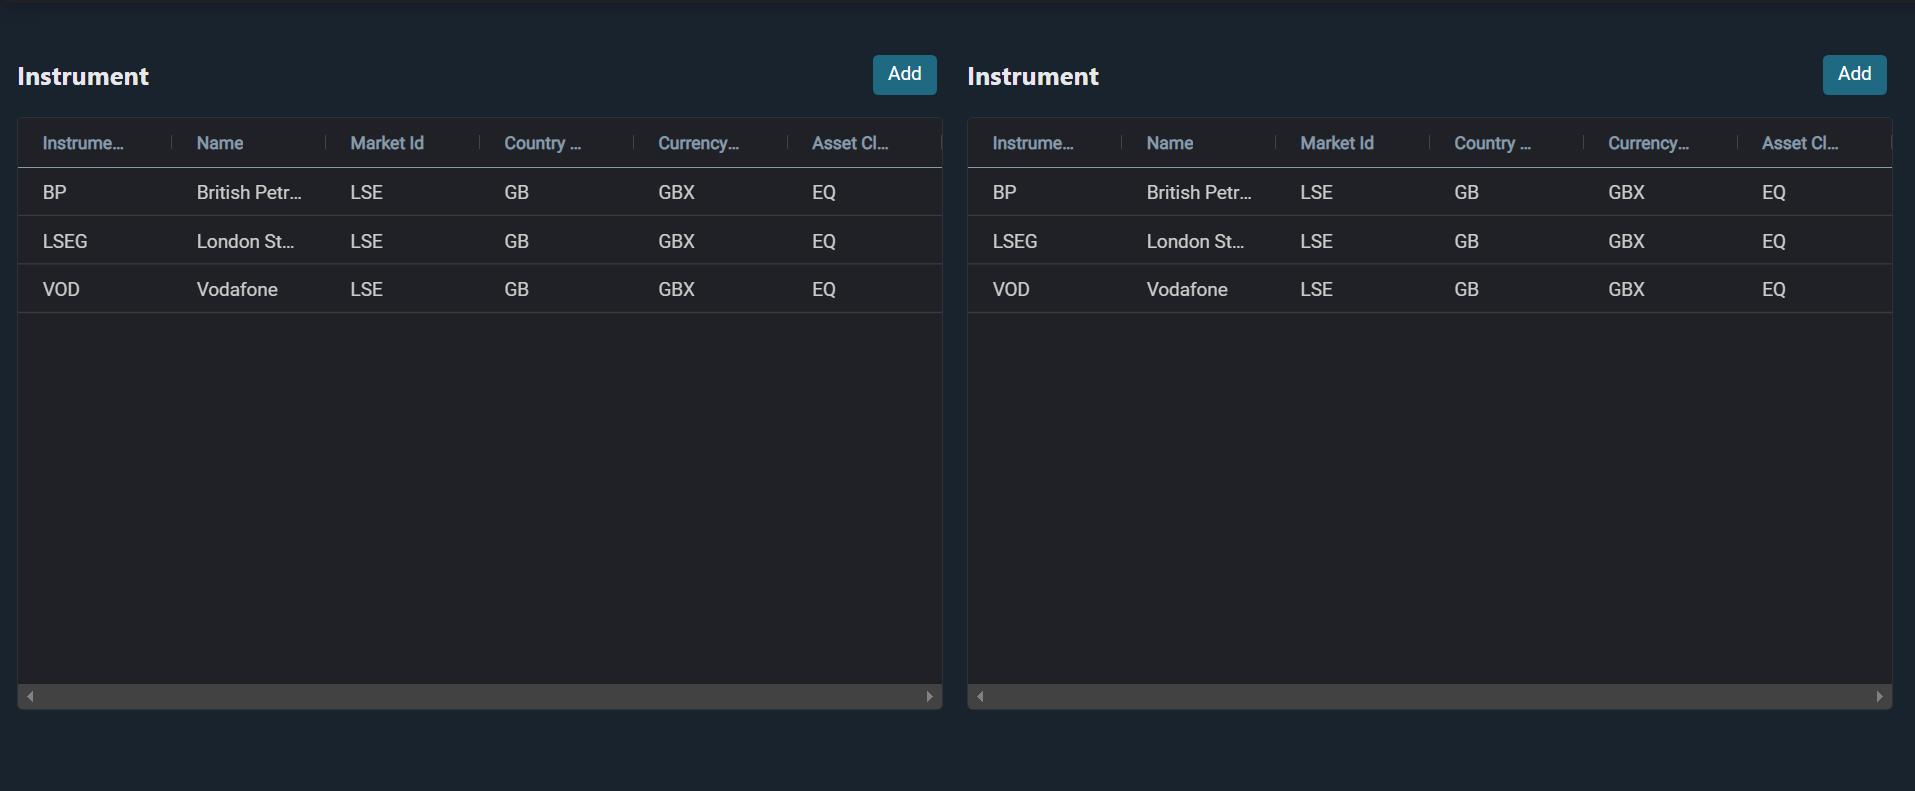 Instrument Add
Instrume... Name Market Id Country ... Currency... Asset Cl...
BP British Petr... LSE GB GBX EQ
LSEG London St... LSE GB GBX EQ
VOD Vodafone LSE GB GBX EQ
Instrument Add
Instrume... Name Market Id Country ... Currency... Asset Cl...
BP British Petr... LSE GB GBX EQ
LSEG London St... LSE GB GBX EQ
VOD Vodafone LSE GB GBX EQ